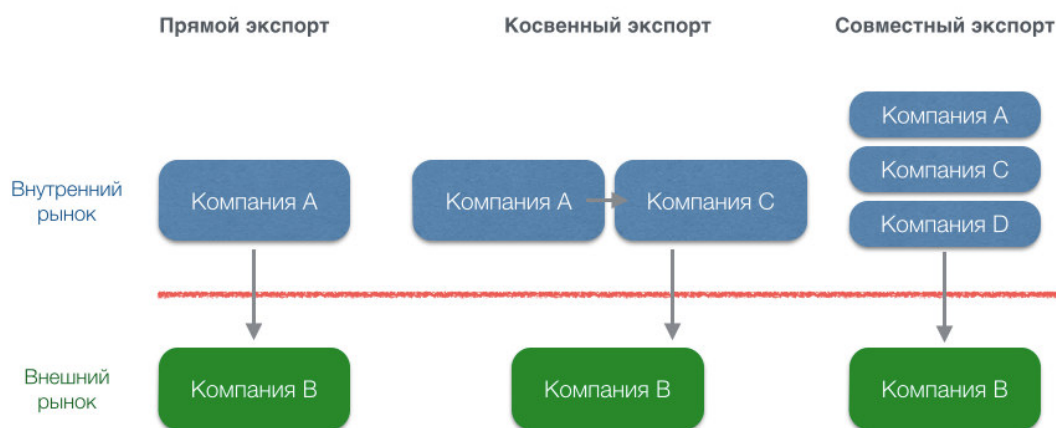 Прямой экспорт
Косвенный экспорт
Совместный экспорт
Компания A
Компания C
Компания D
Внутренний
рынок
Компания A
Компания A
Компания C
Внешний
рынок
Компания B
Компания B
Компания B